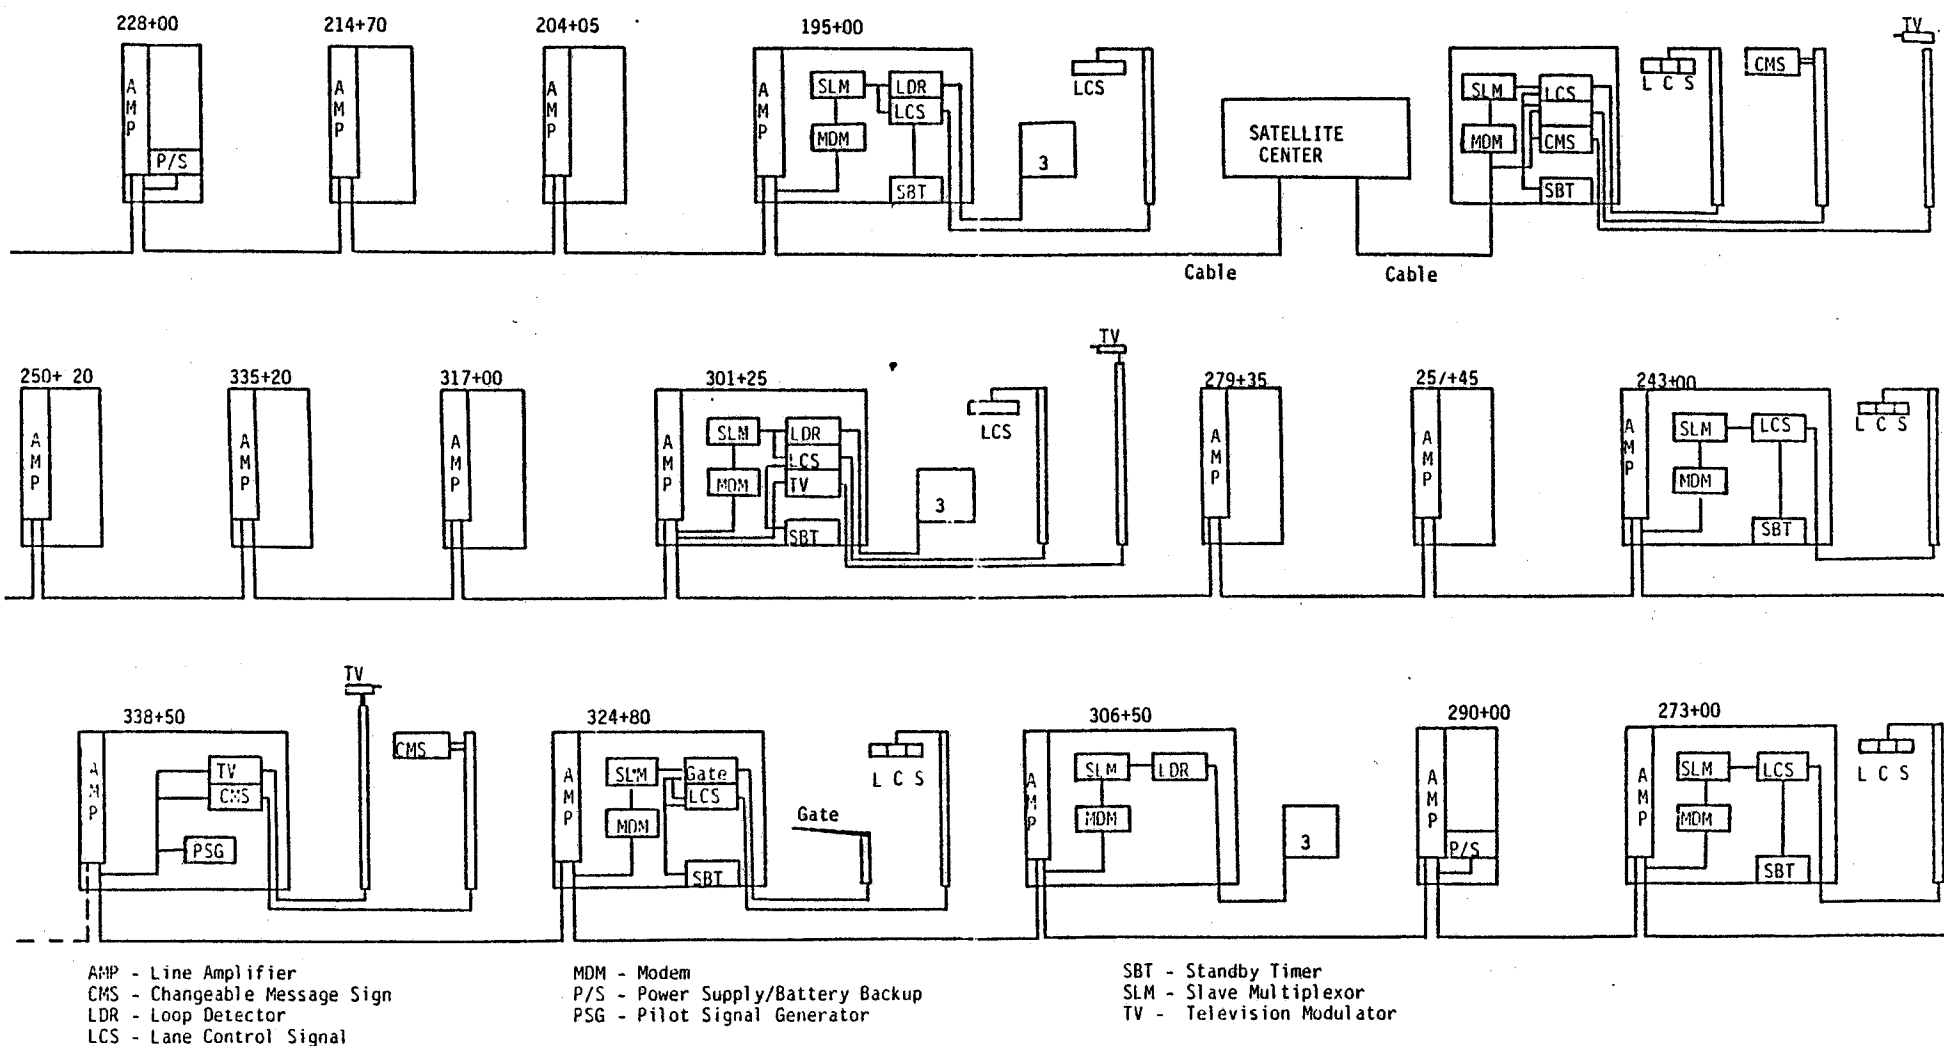 228+00 214+70 204+05 195+00 TV
AMP AMP AMP AMP SLM LDR LCS MDM SBT 3 LCS
P/S
SATELLITE
CENTER
SLM LCS MDM CMS SBT L C S CMS
Cable Cable
250+ 20 335+20 317+00 301+25 TV 279+35 25/+45 243+00
AMP AMP AMP AMP SLM LDR LCS MDM TV SBT 3 LCS AMP AMP AMP SLM LCS MDM SBT L C S
338+50 TV 324+80 306+50 290+00 273+00
AMP TV CMS PSG CMS
AMP SLM Gate LCS MDM SBT Gate L C S
AMP SLM LDR MDM 3
AMP P/S
AMP SLM LCS MDM SBT L C S
AMP - Line Amplifier
CMS - Changeable Message Sign
LDR - Loop Detector
LCS - Lane Control Signal
MDM - Modem
P/S - Power Supply/Battery Backup
PSG - Pilot Signal Generator
SBT - Standby Timer
SLM - Slave Multiplexor
TV - Television Modulator